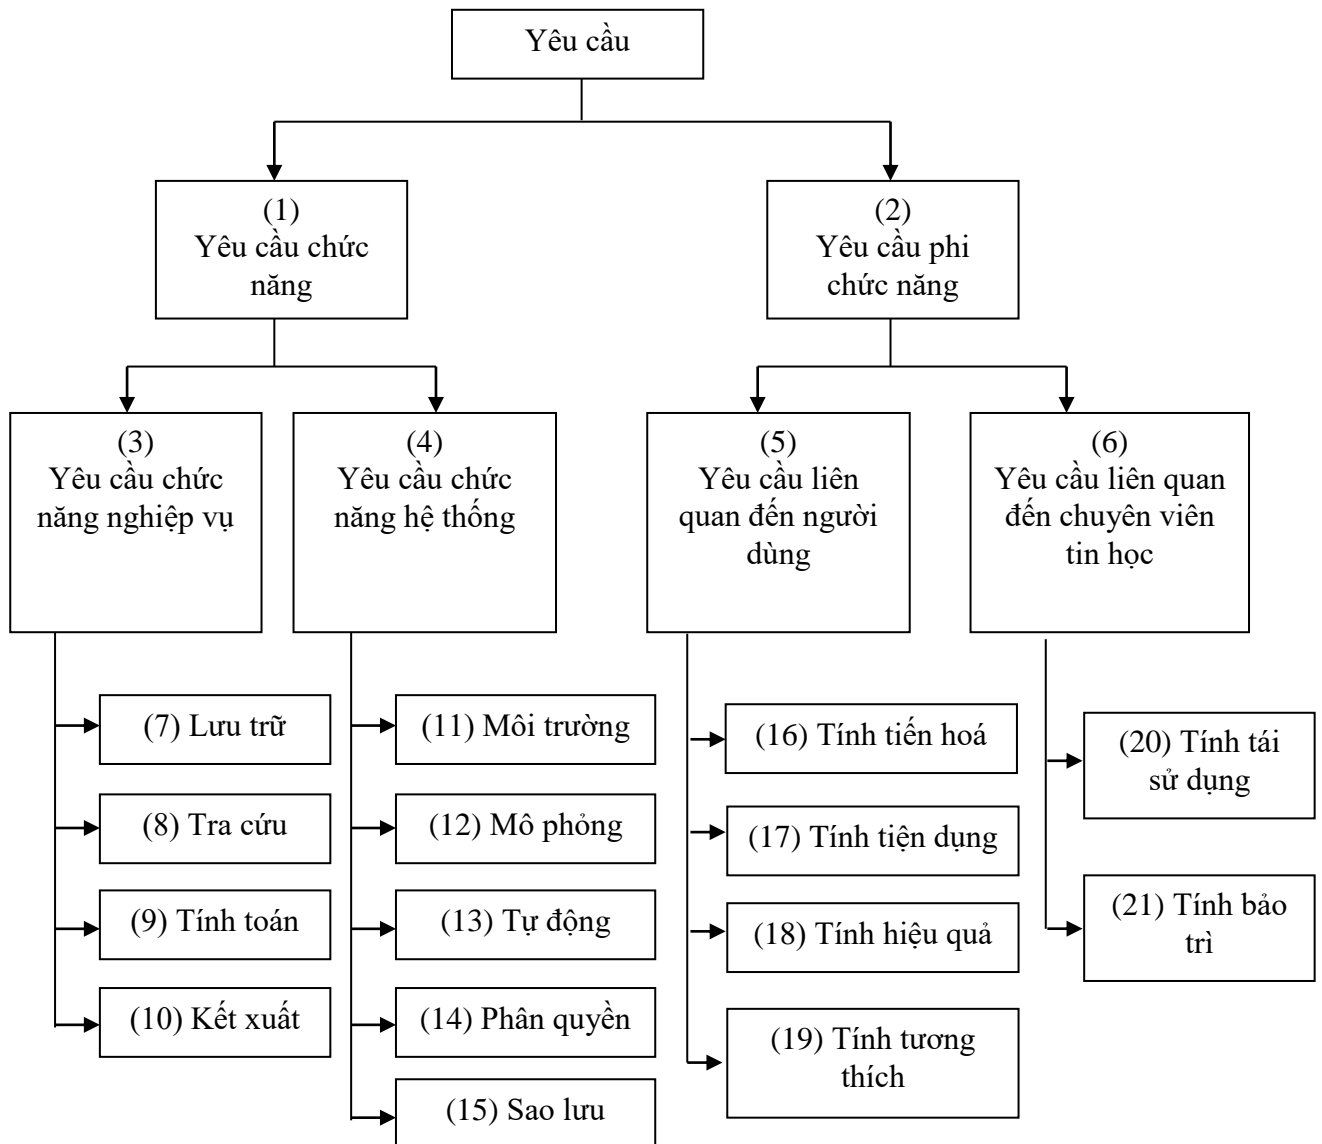 Yêu cầu
(1)
Yêu cầu chức
năng
(2)
Yêu cầu phi
chức năng
(3)
Yêu cầu chức
năng nghiệp vụ
(4)
Yêu cầu chức
năng hệ thống
(5)
Yêu cầu liên
quan đến người
dùng
(6)
Yêu cầu liên quan
đến chuyên viên
tin học
(7) Lưu trữ
(8) Tra cứu
(9) Tính toán
(10) Kết xuất
(11) Môi trường
(12) Mô phỏng
(13) Tự động
(14) Phân quyền
(15) Sao lưu
(16) Tính tiến hoá
(17) Tính tiện dụng
(18) Tính hiệu quả
(19) Tính tương
thích
(20) Tính tái
sử dụng
(21) Tính bảo
trì